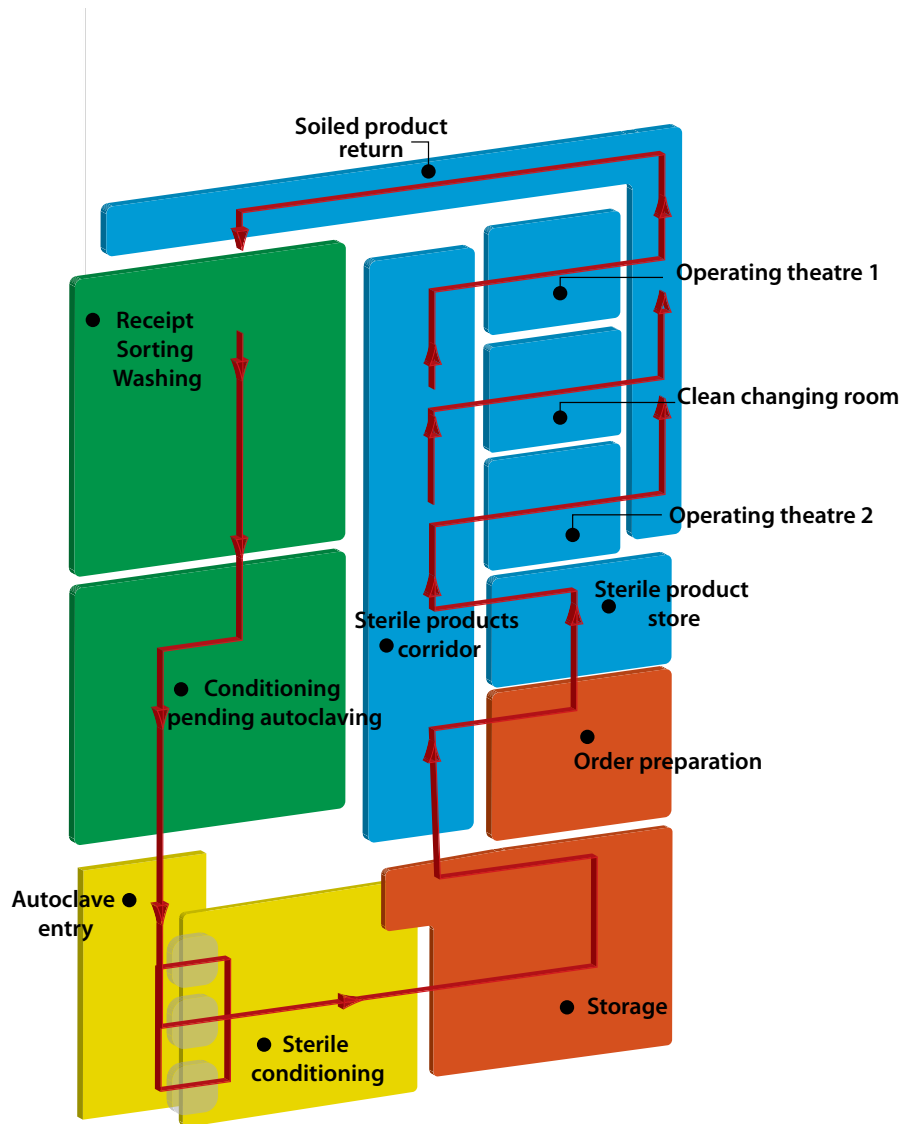 Soiled product
return
Operating theatre 1
Receipt
Sorting
Washing
Clean changing room
Operating theatre 2
Sterile product
store
Sterile products
corridor
Conditioning
pending autoclaving
Order preparation
Autoclave
entry
Storage
Sterile
conditioning